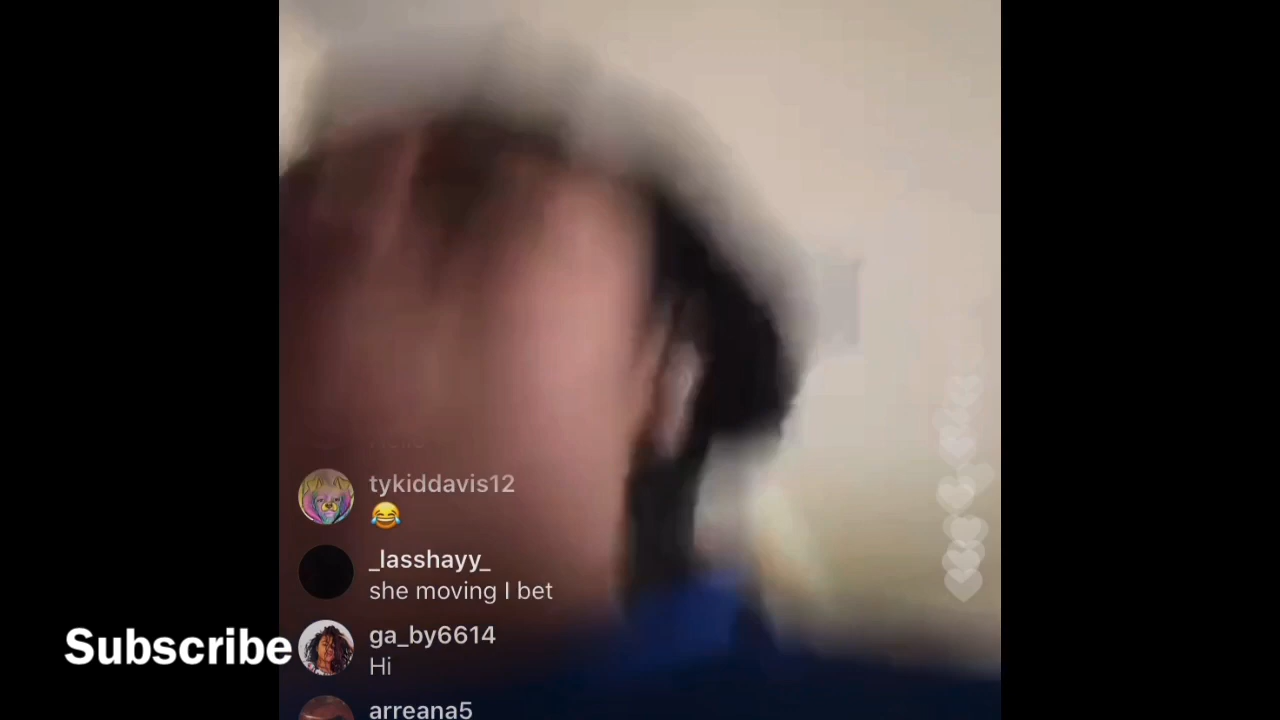 tykiddavis12
😂
_lasshayy_
she moving I bet
ga_by6614
Hi
Subscribe
arreana5